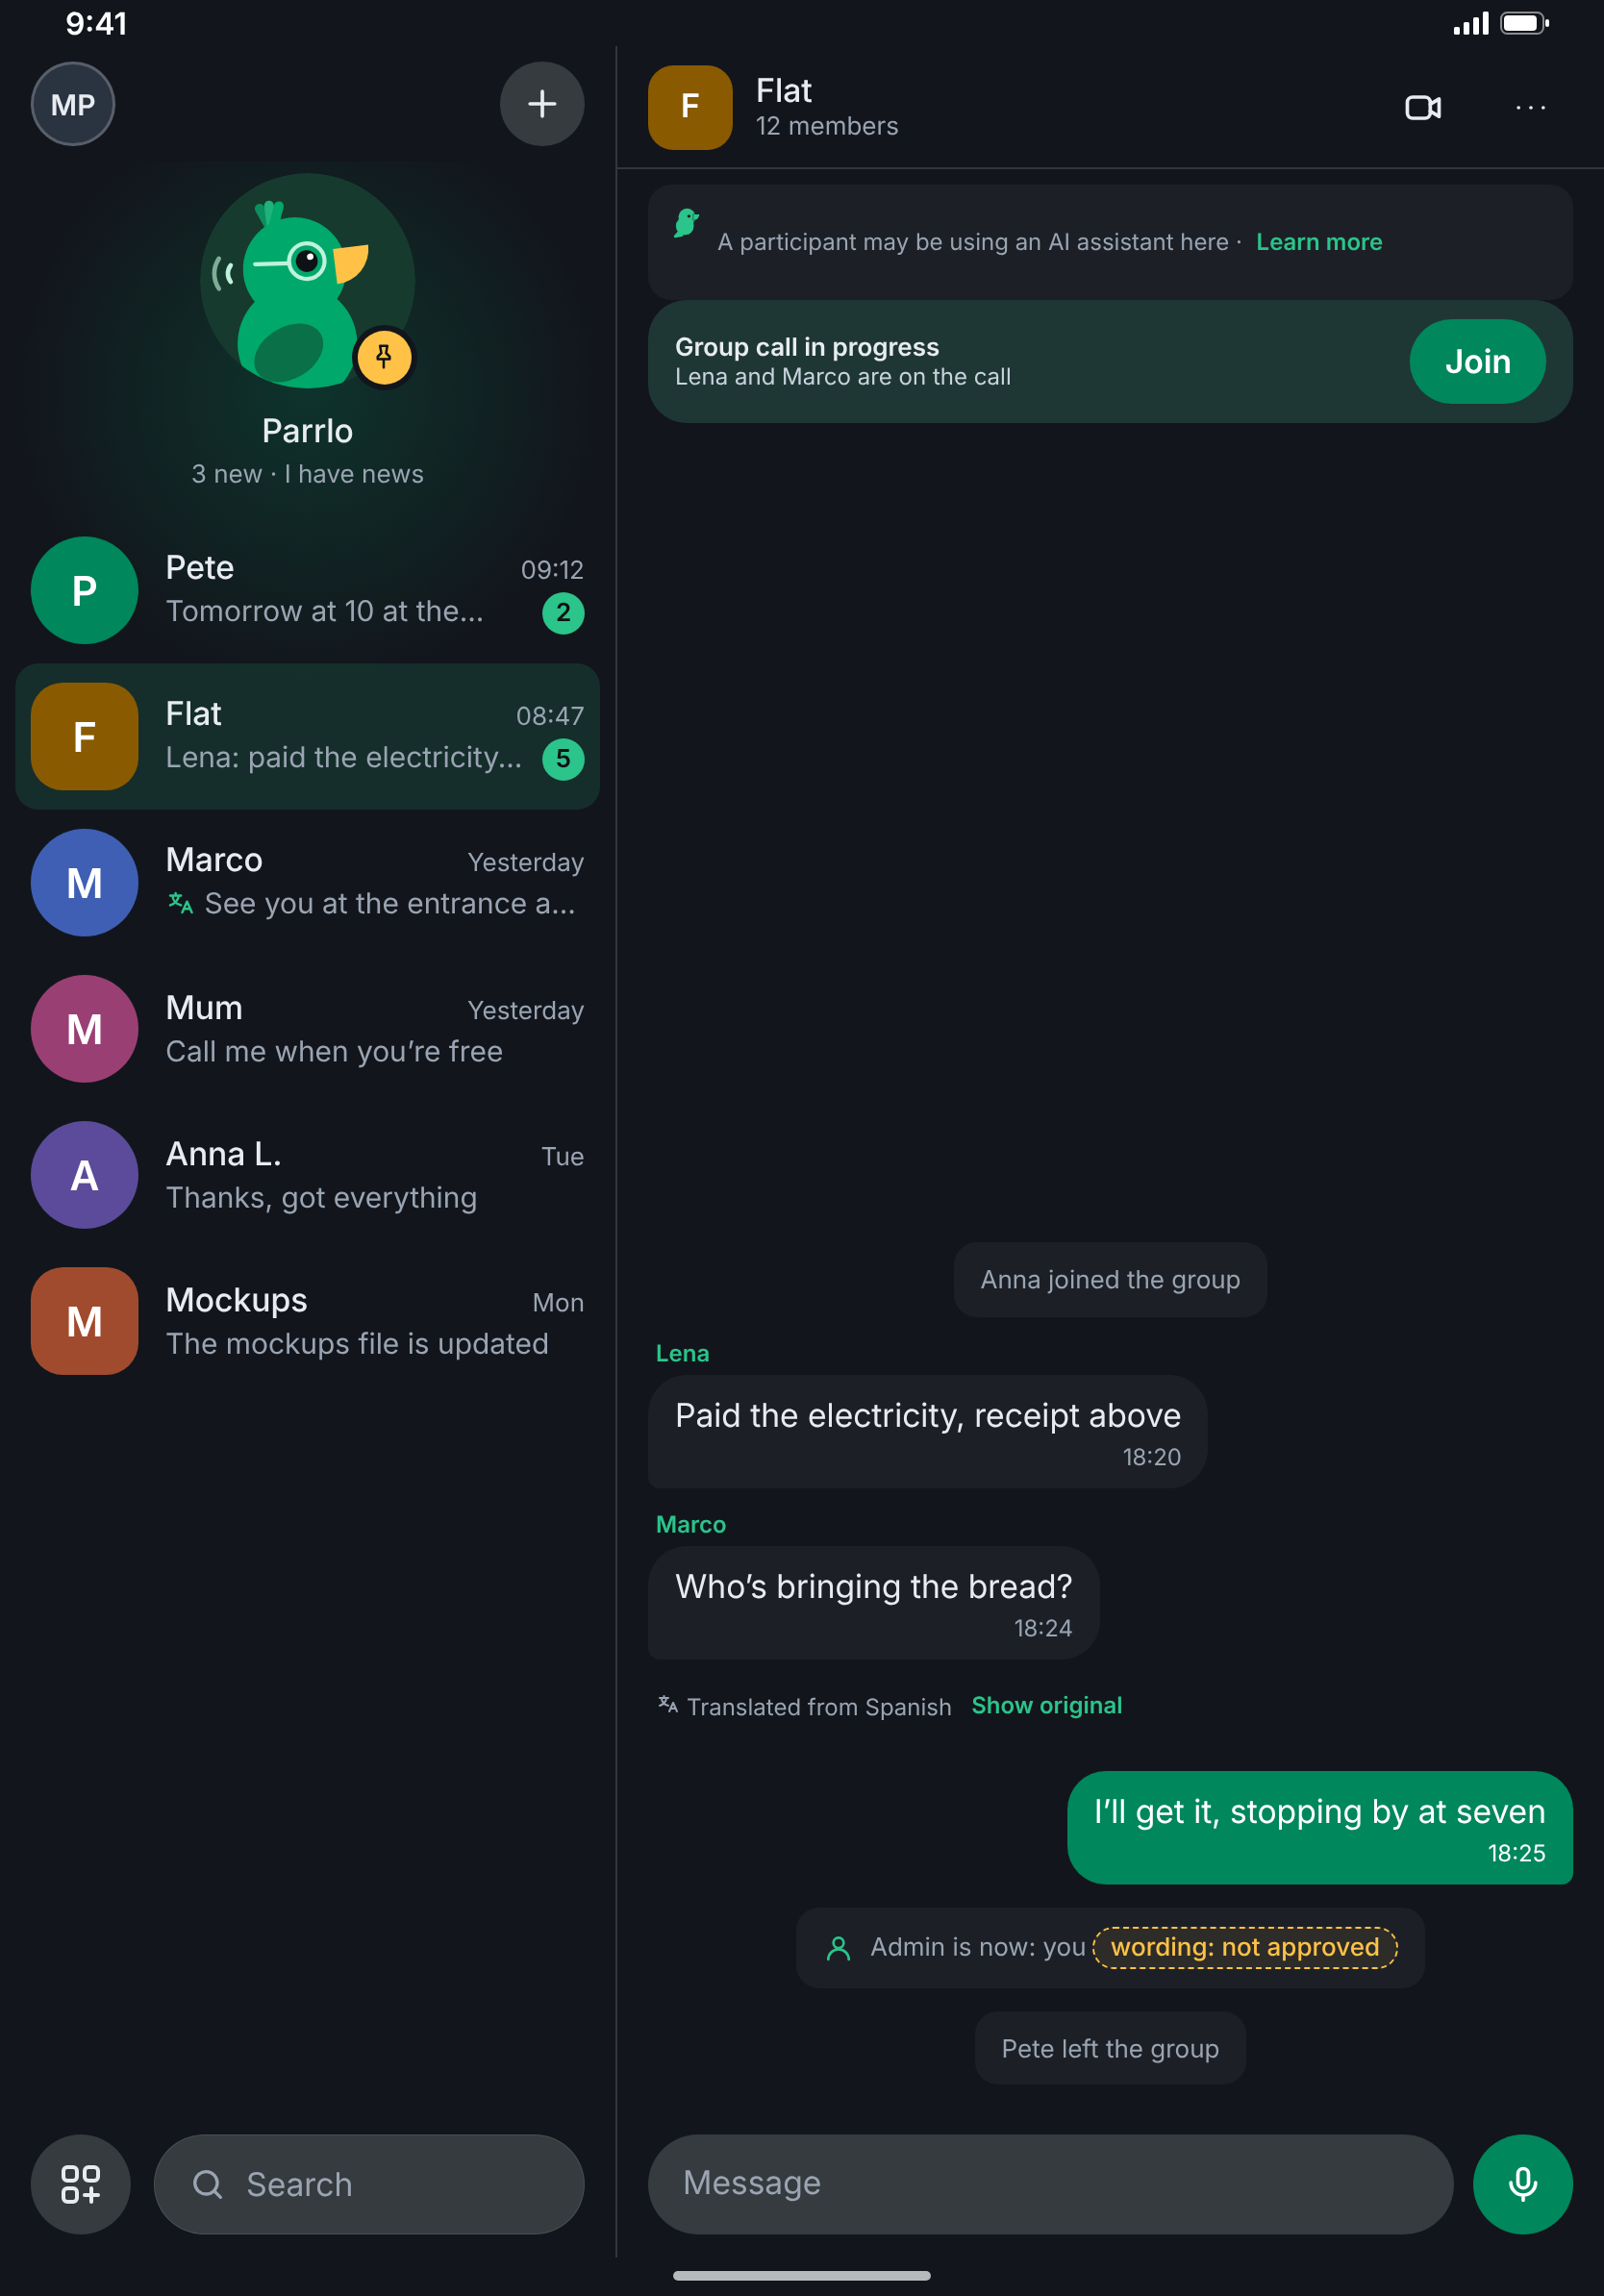 9:41
MP
Parrlo
3 new · I have news
P
Pete
09:12
Tomorrow at 10 at the...
2
F
Flat
08:47
Lena: paid the electricity...
5
M
Marco
Yesterday
See you at the entrance a...
M
Mum
Yesterday
Call me when you’re free
A
Anna L.
Tue
Thanks, got everything
M
Mockups
Mon
The mockups file is updated
Search
F
Flat
12 members
A participant may be using an AI assistant here · Learn more
Group call in progress
Lena and Marco are on the call
Join
Anna joined the group
Lena
Paid the electricity, receipt above
18:20
Marco
Who’s bringing the bread?
18:24
Translated from Spanish Show original
I’ll get it, stopping by at seven
18:25
Admin is now: you wording: not approved
Pete left the group
Message